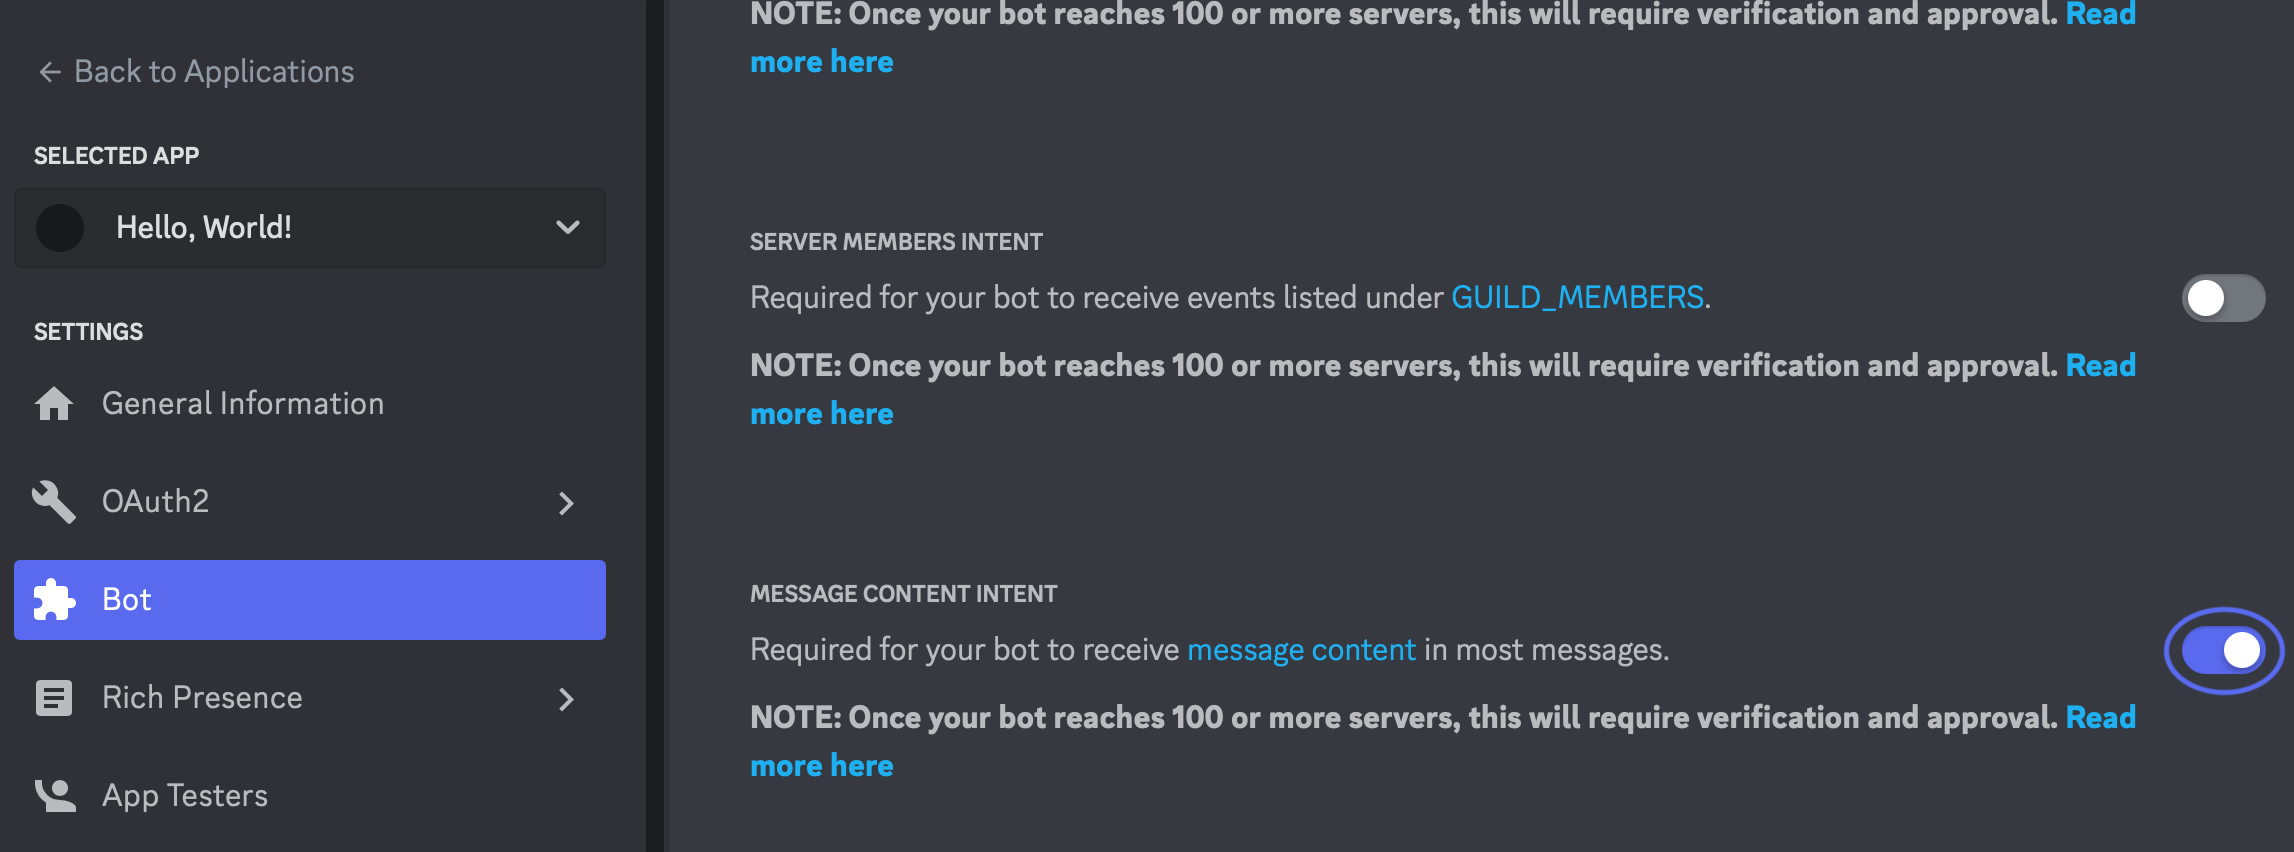 ← Back to Applications
SELECTED APP
Hello, World!
SETTINGS
General Information
OAuth2
Bot
Rich Presence
App Testers
NOTE: Once your bot reaches 100 or more servers, this will require verification and approval. Read
more here
SERVER MEMBERS INTENT
Required for your bot to receive events listed under GUILD_MEMBERS.
NOTE: Once your bot reaches 100 or more servers, this will require verification and approval. Read
more here
MESSAGE CONTENT INTENT
Required for your bot to receive message content in most messages.
NOTE: Once your bot reaches 100 or more servers, this will require verification and approval. Read
more here